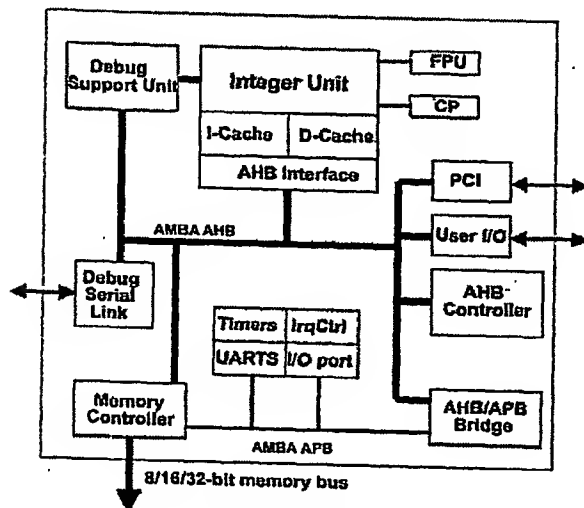 Debug
Support Unit
Integer Unit
FPU
CP
I-Cache
D-Cache
AHB Interface
PCI
AMBA AHB
User I/O
Debug
Serial
Link
AHB-
Controller
Timers
IrqCtrl
UARTS
I/O port
Memory
Controller
AHB/APB
Bridge
AMBA APB
8/16/32-bit memory bus